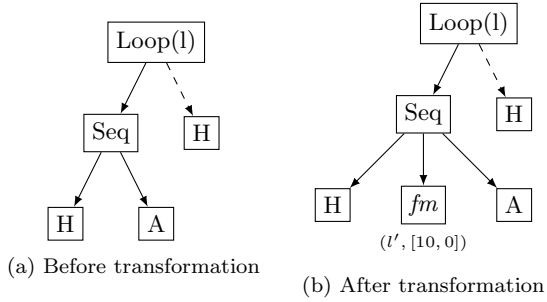 Loop(l)
Seq
H
H
A
(a) Before transformation
Loop(l)
Seq
H
H
fm
A
(l′, [10, 0])
(b) After transformation